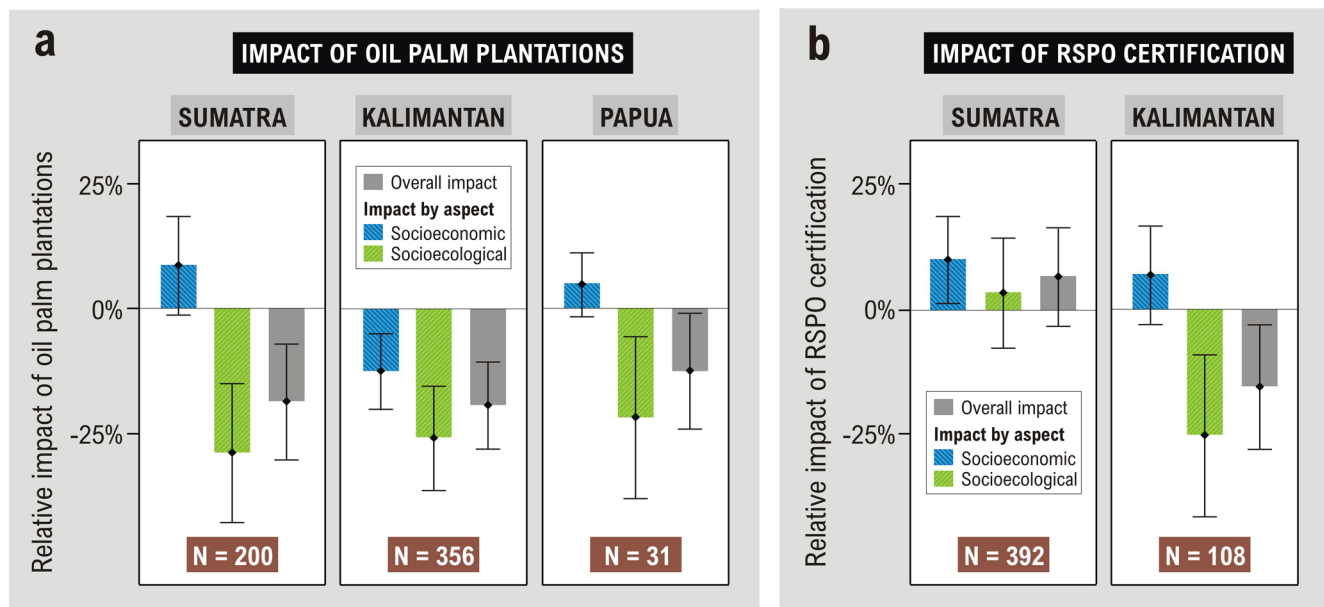 a
IMPACT OF OIL PALM PLANTATIONS
SUMATRA
KALIMANTAN
PAPUA
Relative impact of oil palm plantations
25%
0%
-25%
Overall impact
Impact by aspect
Socioeconomic
Socioecological
N = 200
N = 356
N = 31
b
IMPACT OF RSPO CERTIFICATION
SUMATRA
KALIMANTAN
Relative impact of RSPO certification
25%
0%
-25%
Overall impact
Impact by aspect
Socioeconomic
Socioecological
N = 392
N = 108